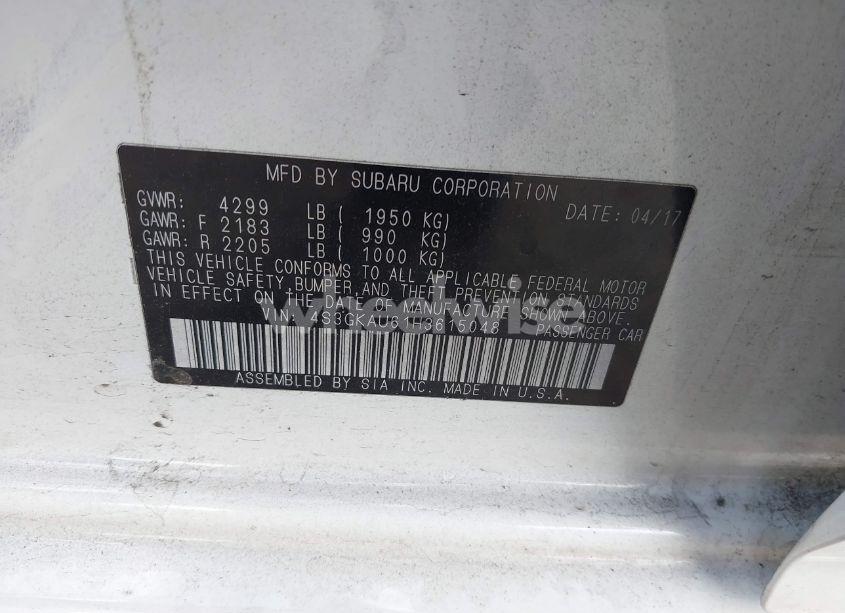 MFD BY SUBARU CORPORATION
GVWR: 4299 LB ( 1950 KG) DATE: 04/17
GAWR: F 2183 LB ( 990 KG)
GAWR: R 2205 LB ( 1000 KG)
THIS VEHICLE CONFORMS TO ALL APPLICABLE FEDERAL MOTOR
VEHICLE SAFETY, BUMPER, AND THEFT PREVENTION STANDARDS
IN EFFECT ON THE DATE OF MANUFACTURE SHOWN ABOVE.
VIN: 4S3GKAU61H3615048 PASSENGER CAR
wheelwise
ASSEMBLED BY SIA INC. MADE IN U.S.A.